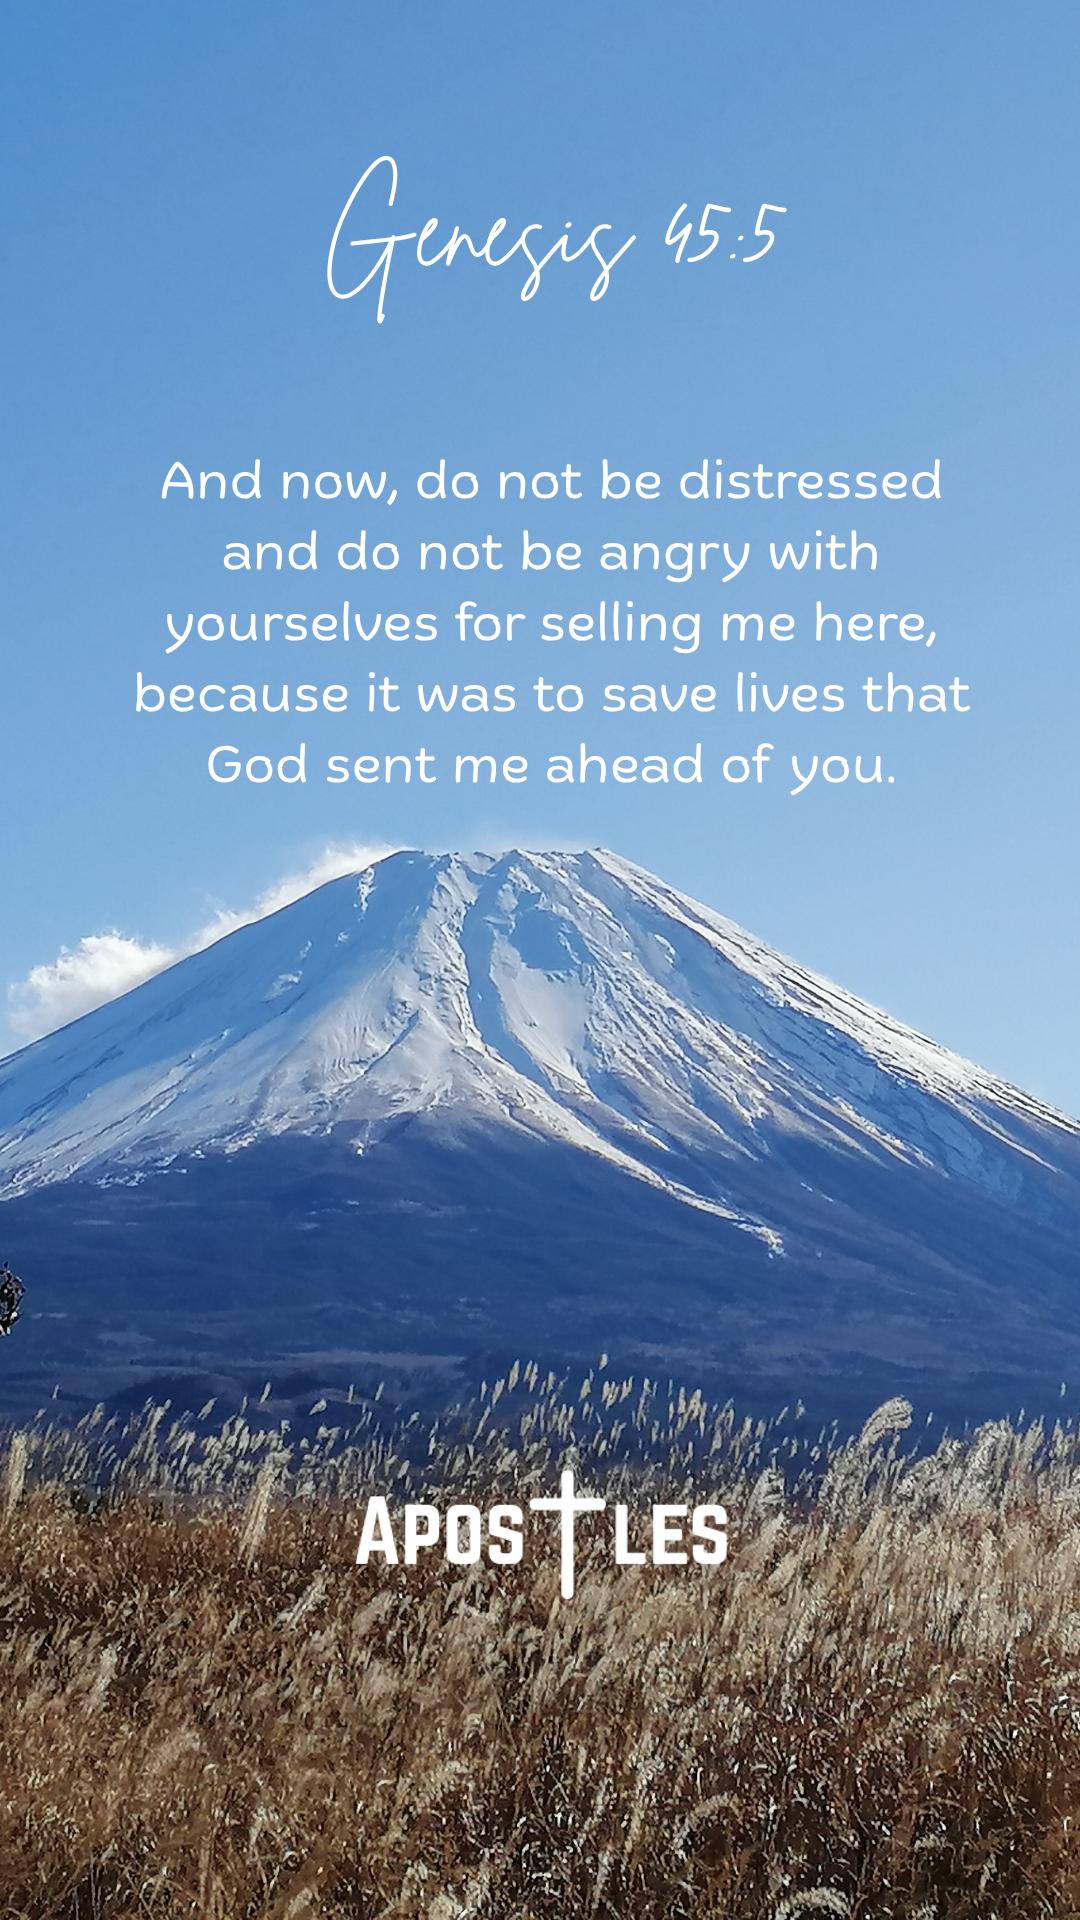 Genesis 45:5
And now, do not be distressed
and do not be angry with
yourselves for selling me here,
because it was to save lives that
God sent me ahead of you.
APOSTLES